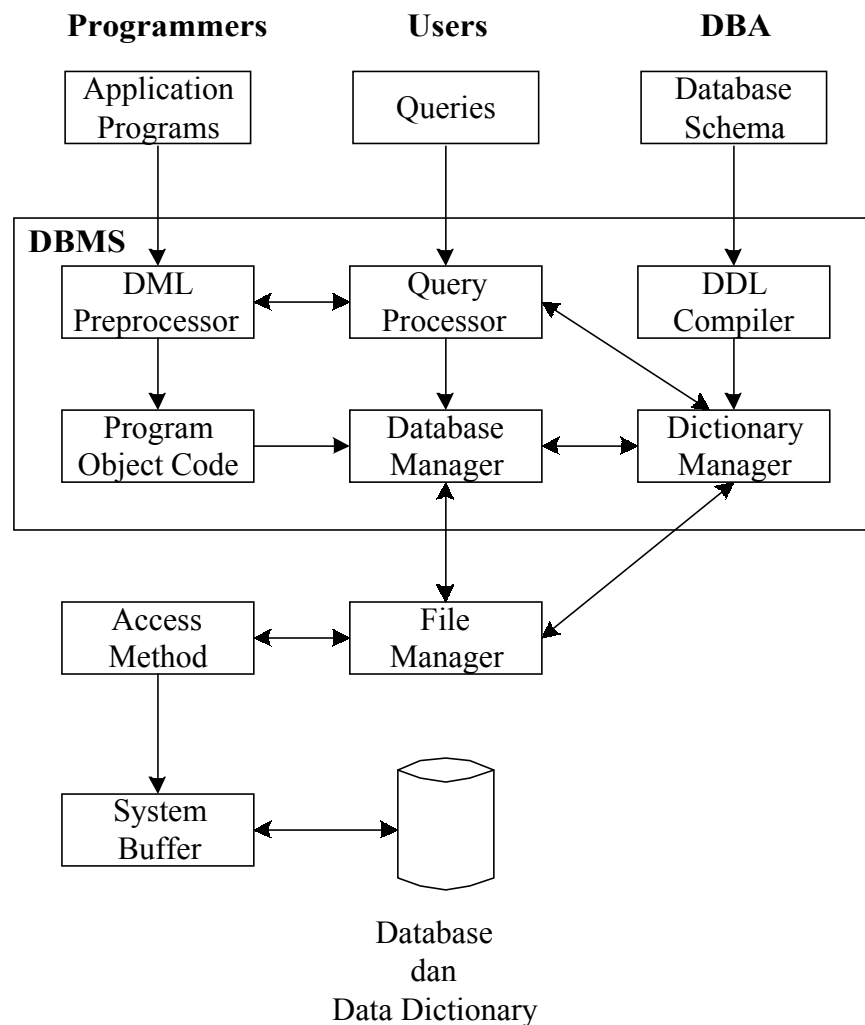 Programmers
Users
DBA
Application
Programs
Queries
Database
Schema
DBMS
DML
Preprocessor
Query
Processor
DDL
Compiler
Program
Object Code
Database
Manager
Dictionary
Manager
Access
Method
File
Manager
System
Buffer
Database
dan
Data Dictionary